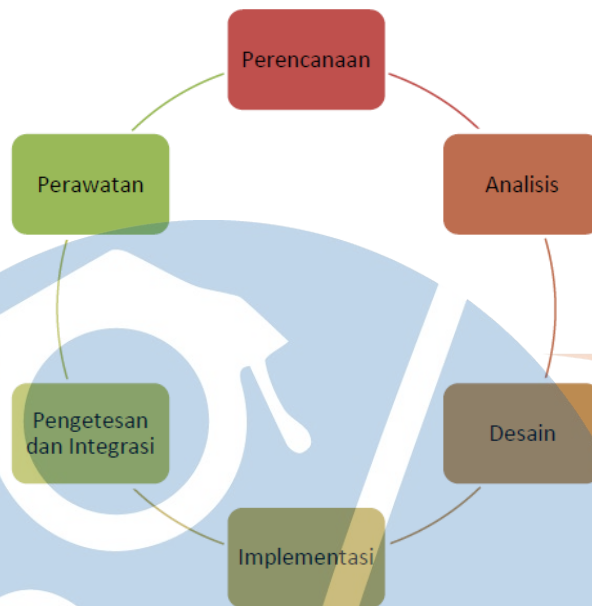 Perencanaan
Analisis
Desain
Implementasi
Pengetesan
dan Integrasi
Perawatan